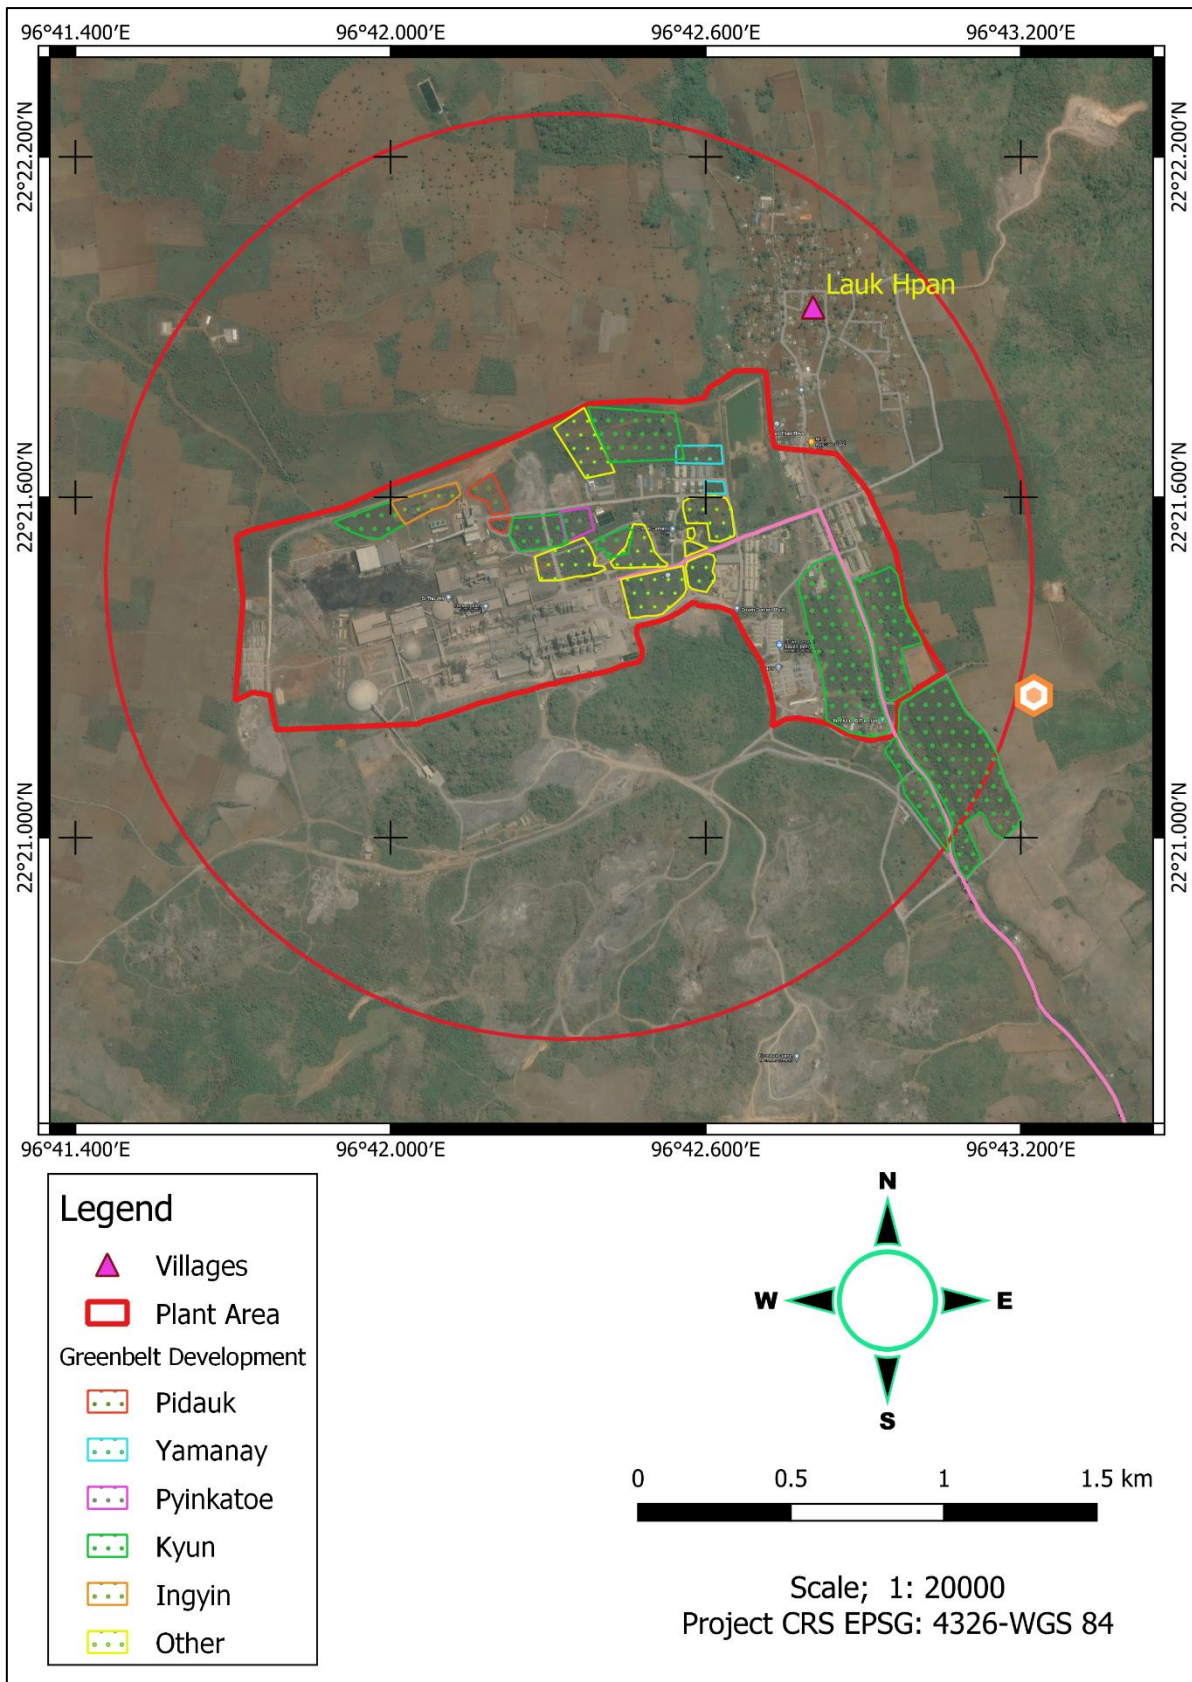 96°41.400′E 96°42.000′E 96°42.600′E 96°43.200′E
22°22.200′N 22°22.200′N
Lauk Hpan
22°21.600′N 22°21.600′N
22°21.000′N 22°21.000′N
96°41.400′E 96°42.000′E 96°42.600′E 96°43.200′E
Legend
Villages
Plant Area
Greenbelt Development
Pidauk
Yamanay
Pyinkatoe
Kyun
Ingyin
Other
N
W E
S
0 0.5 1 1.5 km
Scale; 1: 20000
Project CRS EPSG: 4326-WGS 84